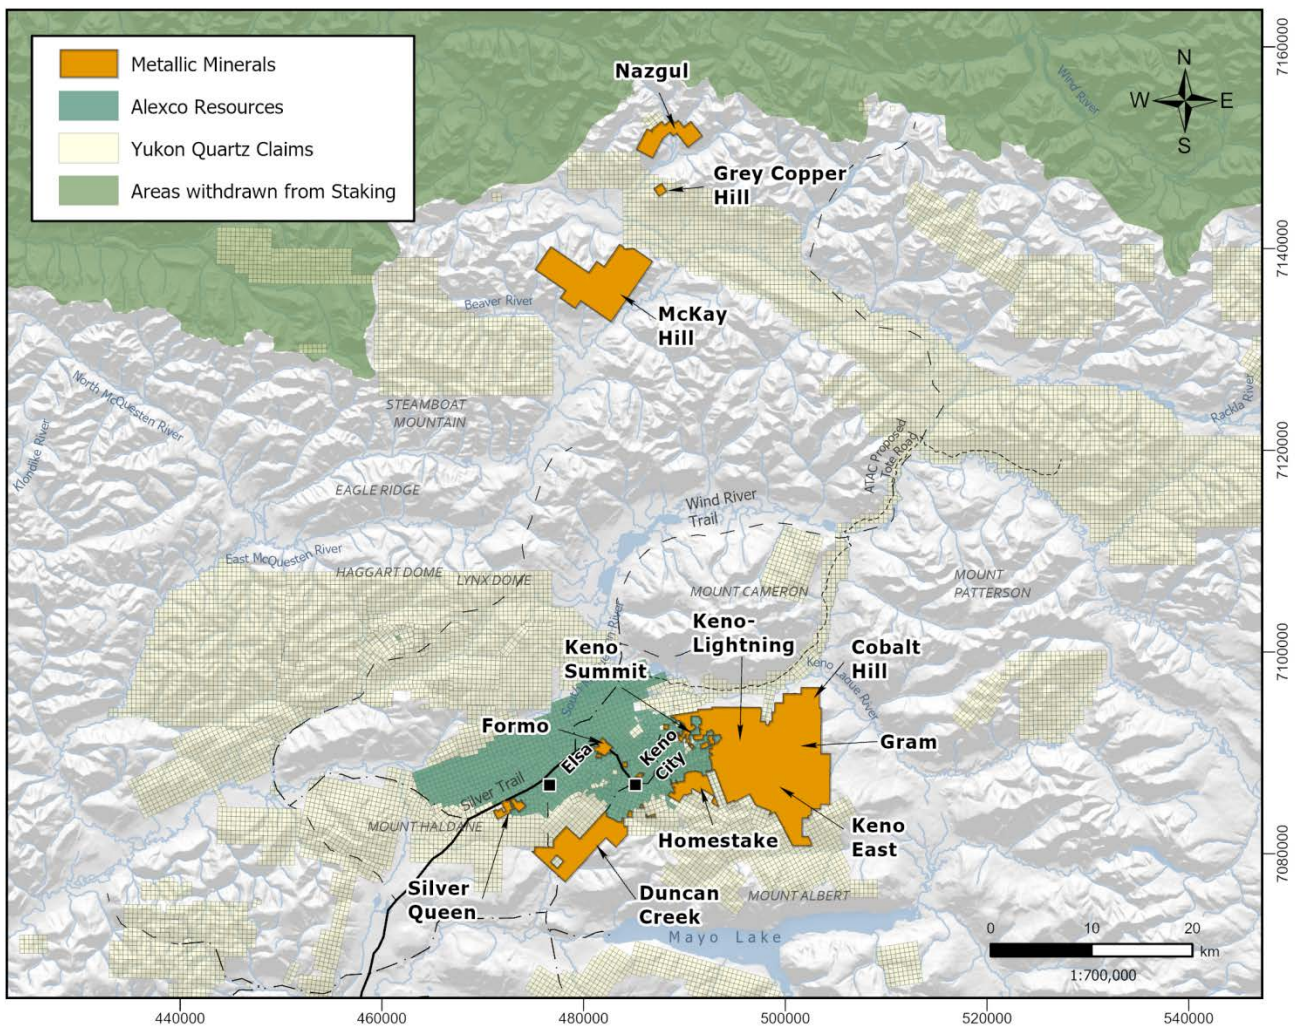 Metallic Minerals
Alexco Resources
Yukon Quartz Claims
Areas withdrawn from Staking
Nazgul
Grey Copper
Hill
McKay
Hill
N
W
E
S
Wind River
Beaver River
STEAMBOAT
MOUNTAIN
North McQuesten River
Klondike River
EAGLE RIDGE
East McQuesten River
HAGGART DOME
LYNX DOME
Wind River
Trail
ATAC Proposed
Tote Road
Rackla River
MOUNT CAMERON
MOUNT
PATTERSON
Keno-
Lightning
Keno
Summit
Cobalt
Hill
Formo
Elsa
Keno
City
Gram
Silver Trail
MOUNT HALDANE
Homestake
Keno
East
Silver
Queen
Duncan
Creek
MOUNT ALBERT
Mayo Lake
0 10 20
km
1:700,000
7160000
7140000
7120000
7100000
7080000
440000 460000 480000 500000 520000 540000